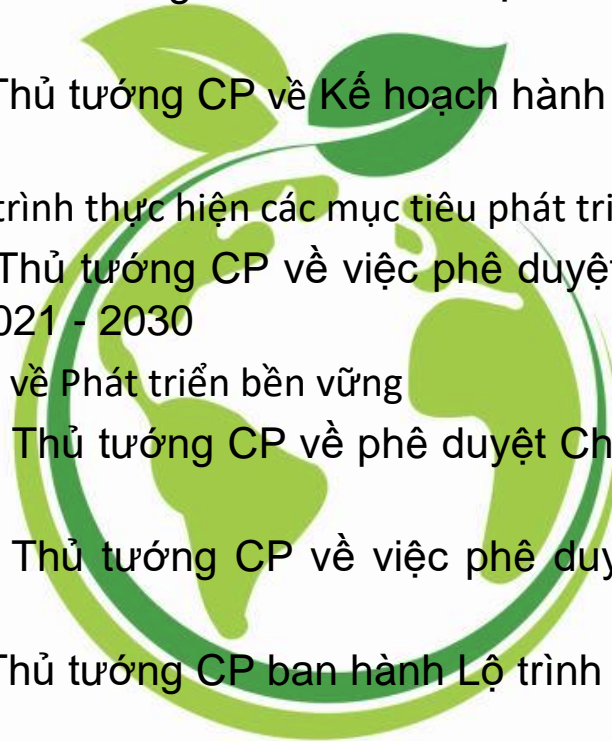 Thủ tướng CP về Kế hoạch hành
trình thực hiện các mục tiêu phát tri
Thủ tướng CP về việc phê duyệt
021 - 2030
về Phát triển bền vững
Thủ tướng CP về phê duyệt Ch
Thủ tướng CP về việc phê duy
Thủ tướng CP ban hành Lộ trình